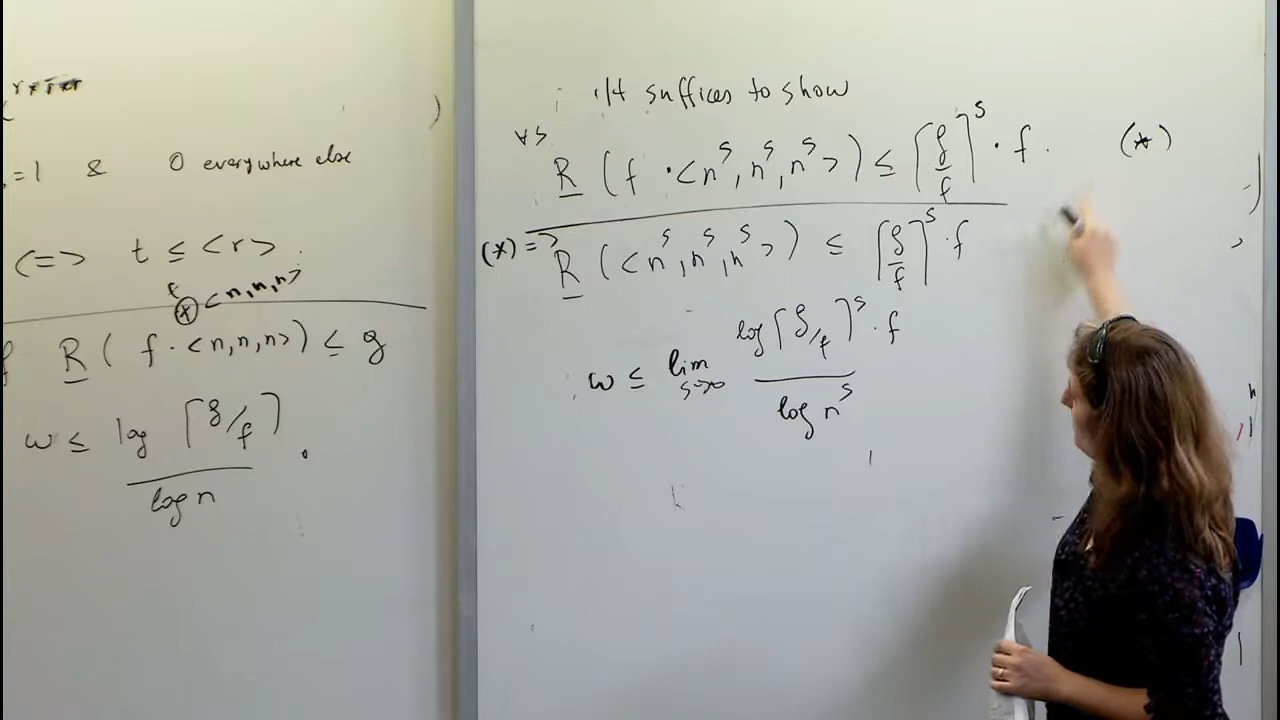 =1 & 0 everywhere else
<=> t ≤ <r>
f ⊗ <n,n,n>
R ( f · <n,n,n>) ≤ g
ω ≤ log ⌈g/f⌉ / log n .
it suffices to show
∀s
R (f · <n^s, n^s, n^s>) ≤ ⌈g/f⌉^s · f. (*)
(*) => R (<n^s, n^s, n^s>) ≤ ⌈g/f⌉^s · f
ω ≤ lim s→∞ log ⌈g/f⌉^s · f / log n^s